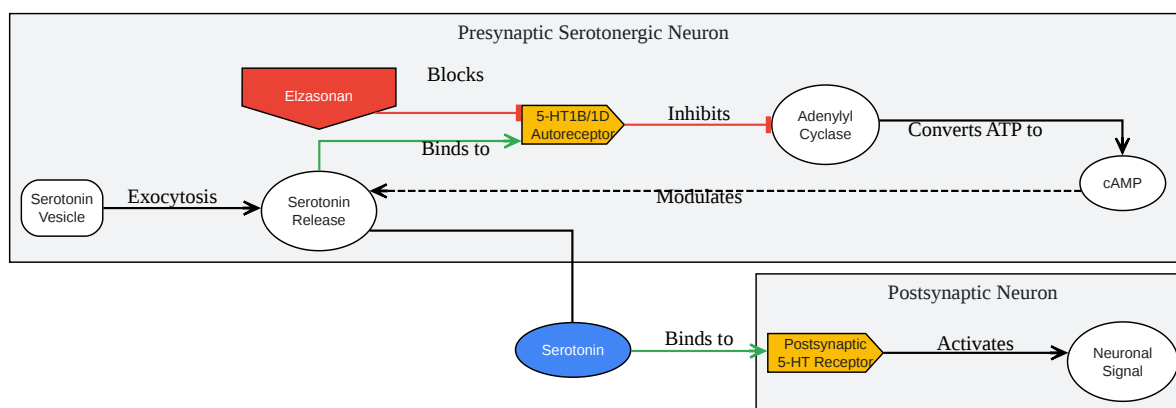 Presynaptic Serotonergic Neuron
Blocks
Elzasonan
5-HT1B/1D
Autoreceptor
Inhibits
Adenylyl
Cyclase
Converts ATP to
Binds to
cAMP
Serotonin
Vesicle
Exocytosis
Serotonin
Release
Modulates
Postsynaptic Neuron
Serotonin
Binds to
Postsynaptic
5-HT Receptor
Activates
Neuronal
Signal